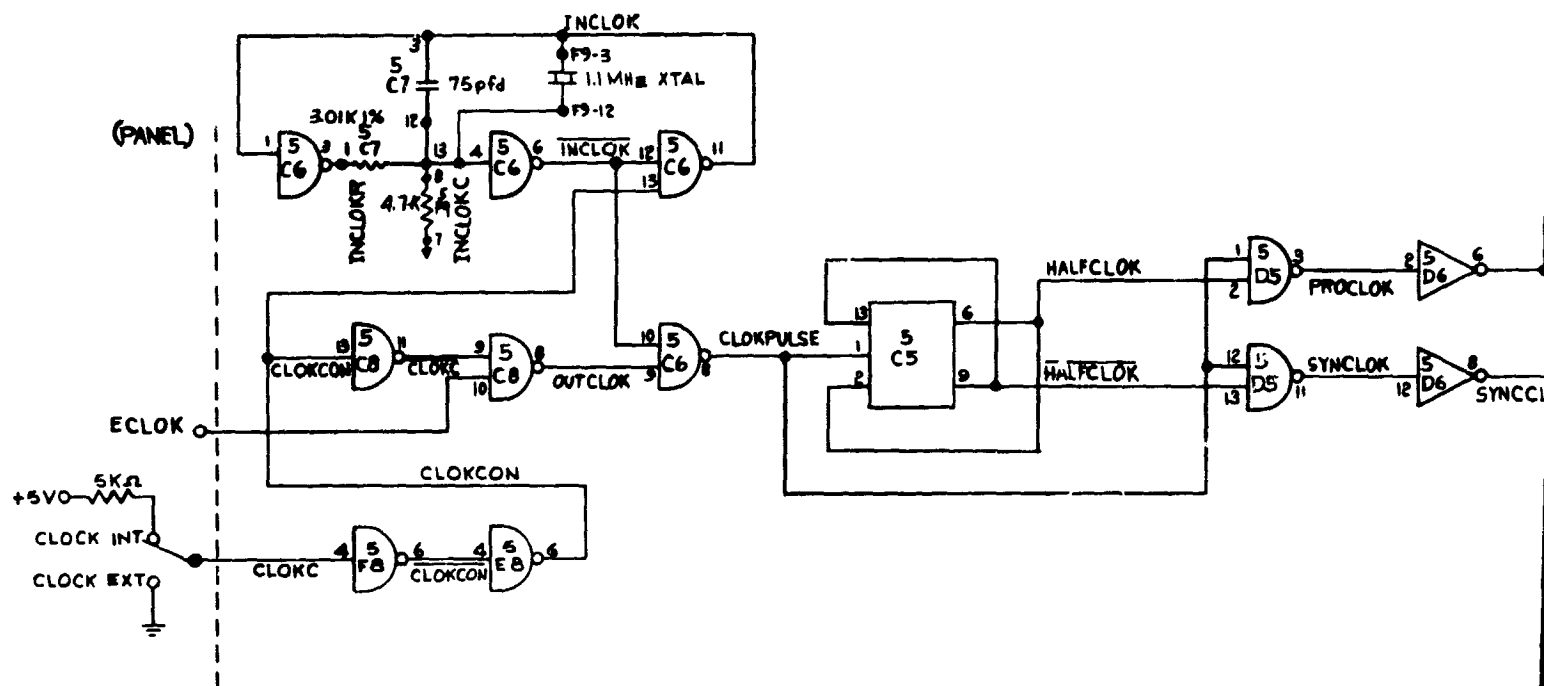 INCLOK
3
F9-3
5
C7
75pfd
1.1MHz XTAL
F9-12
3.01K 1%
12
5
C7
(PANEL)
1
5
C6
3
1
13
4
5
C6
6
INCLOK
12
5
C6
11
13
8
4.7K
7
INCLOKR
INCLOKC
1
5
D5
3
2
HALFCLOK
PROCLOK
2
5
D6
6
13
5
C8
11
CLOKCON
CLOKC
9
5
C8
8
10
OUTCLOK
10
5
C6
8
9
CLOKPULSE
13
1
2
5
C5
6
9
HALFCLOK
12
5
D5
11
13
SYNCLOK
12
5
D6
8
SYNCCL
ECLOK
CLOKCON
5KΩ
+5V
CLOCK INT
CLOCK EXT
CLOKC
4
5
F8
6
CLOKCON
4
5
E8
6